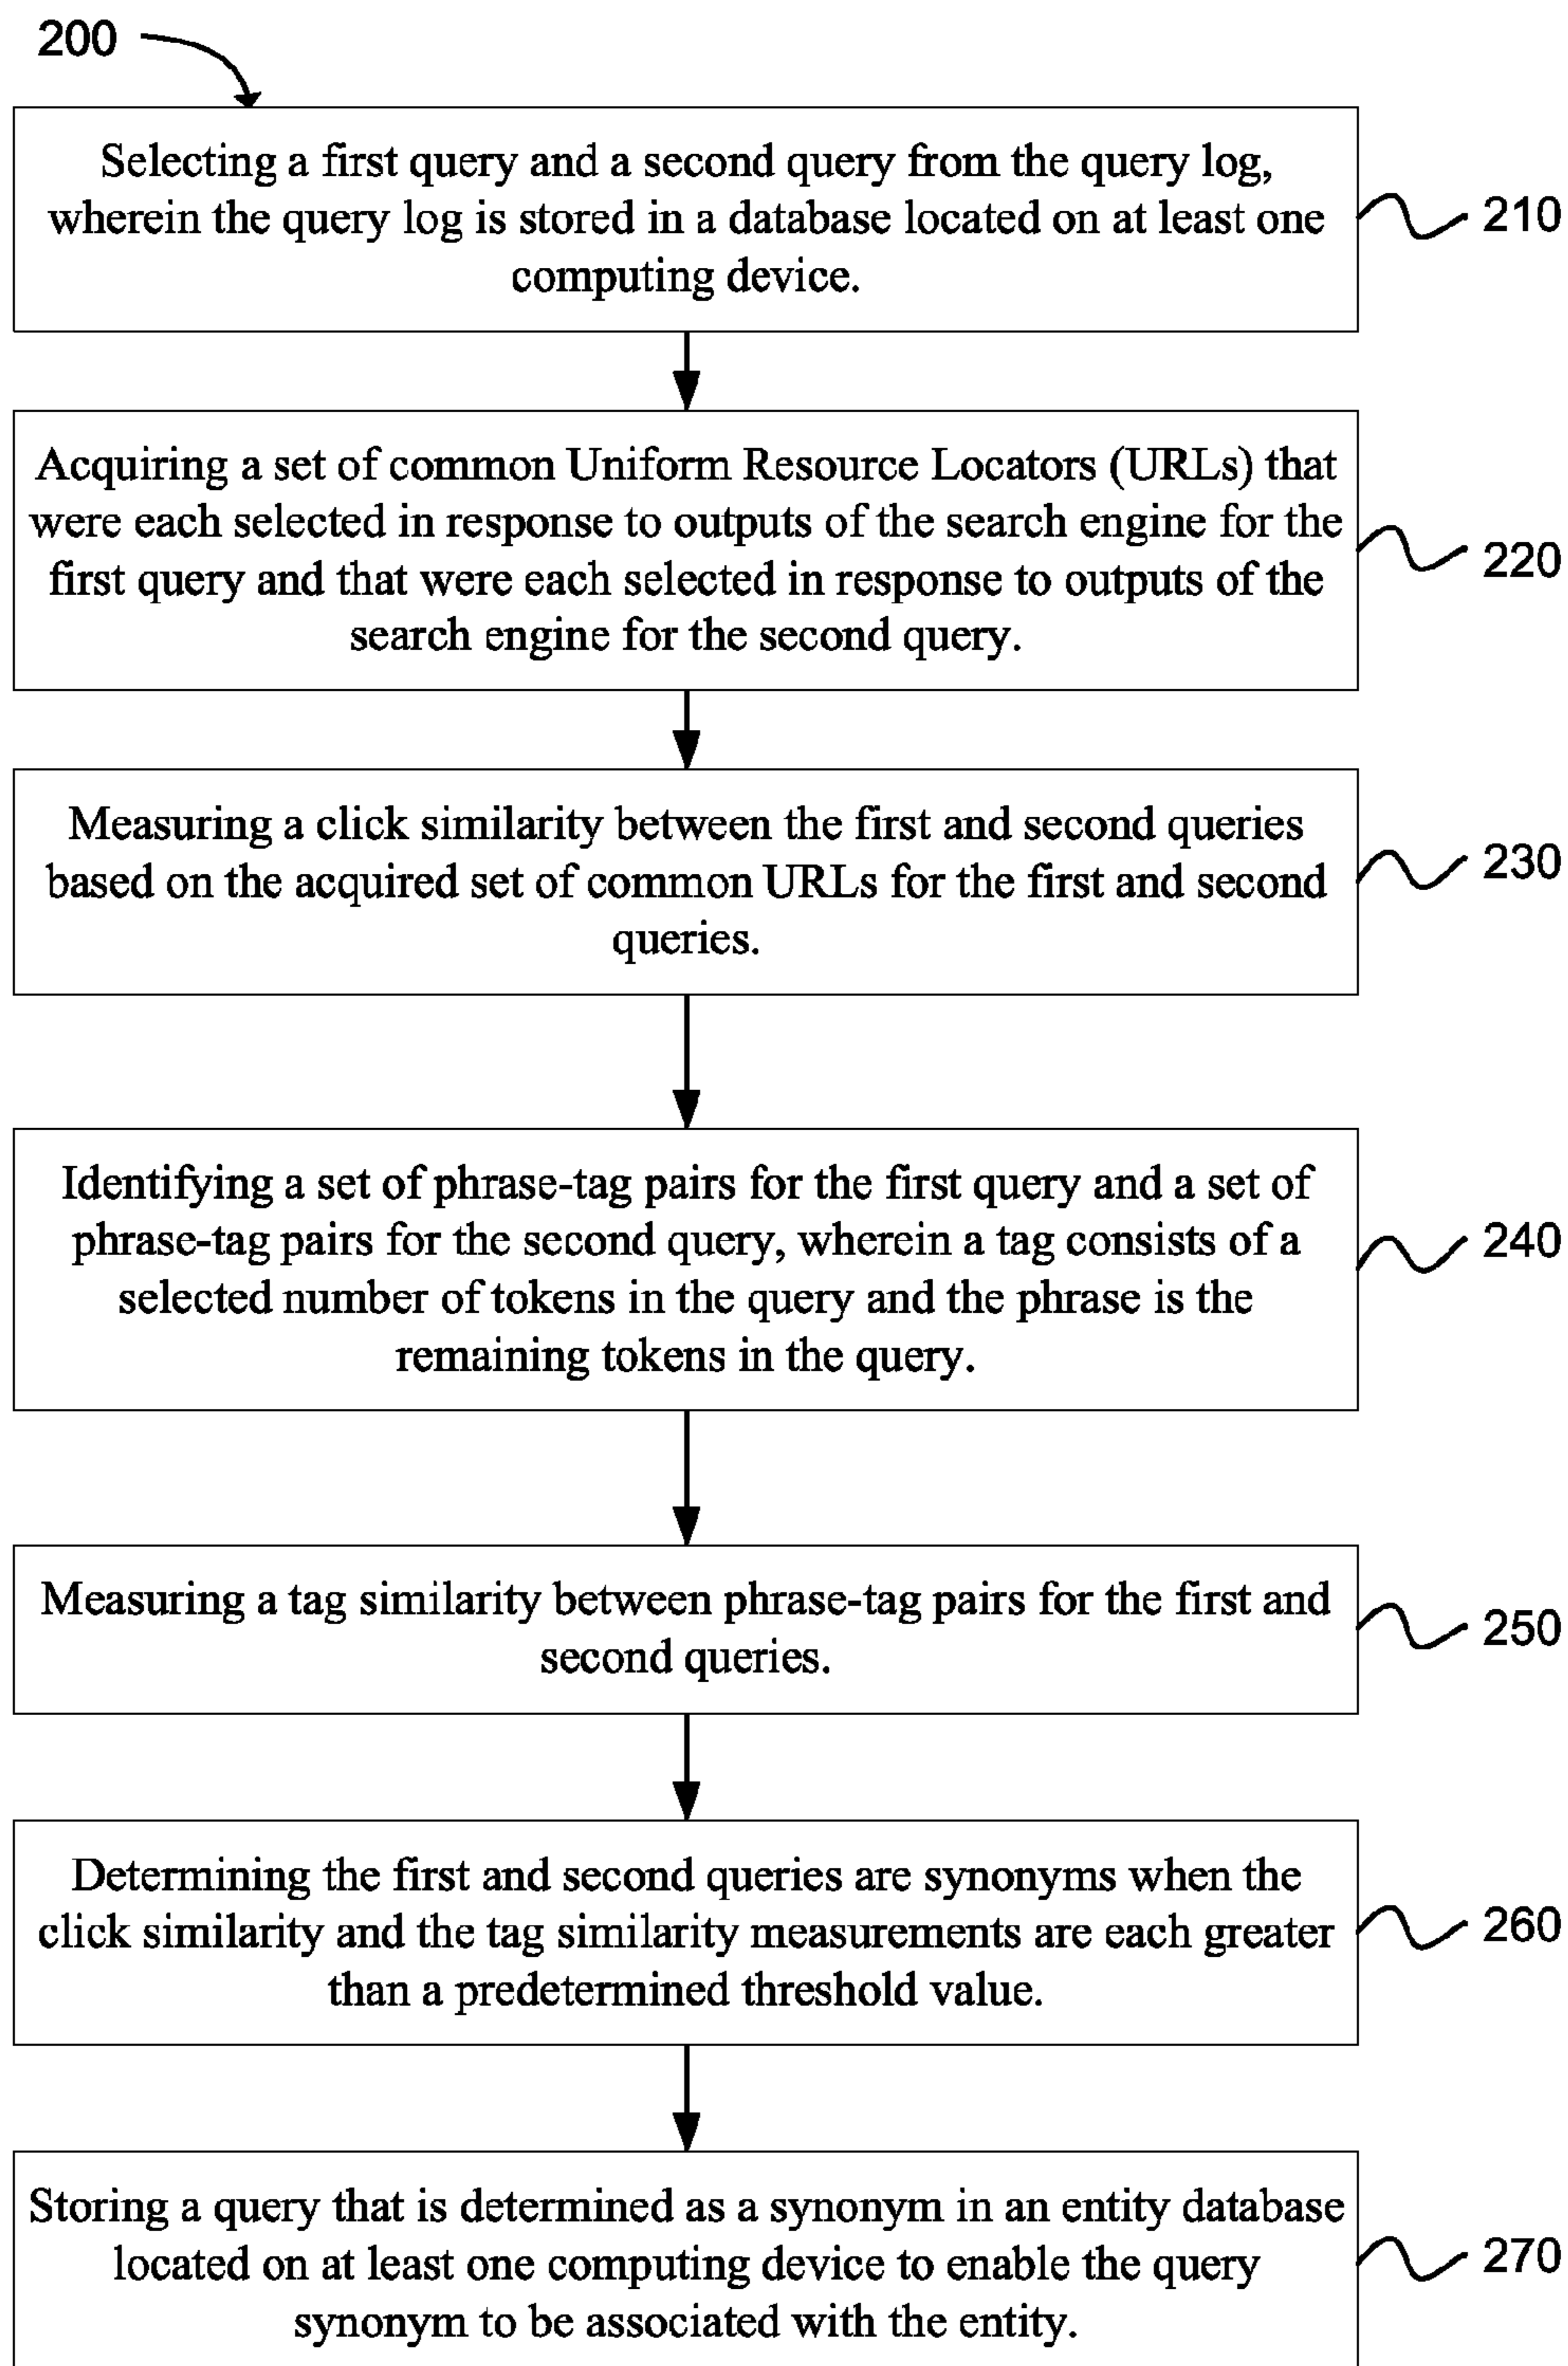 200
Selecting a first query and a second query from the query log,
wherein the query log is stored in a database located on at least one
computing device.
210
Acquiring a set of common Uniform Resource Locators (URLs) that
were each selected in response to outputs of the search engine for the
first query and that were each selected in response to outputs of the
search engine for the second query.
220
Measuring a click similarity between the first and second queries
based on the acquired set of common URLs for the first and second
queries.
230
Identifying a set of phrase-tag pairs for the first query and a set of
phrase-tag pairs for the second query, wherein a tag consists of a
selected number of tokens in the query and the phrase is the
remaining tokens in the query.
240
Measuring a tag similarity between phrase-tag pairs for the first and
second queries.
250
Determining the first and second queries are synonyms when the
click similarity and the tag similarity measurements are each greater
than a predetermined threshold value.
260
Storing a query that is determined as a synonym in an entity database
located on at least one computing device to enable the query
synonym to be associated with the entity.
270